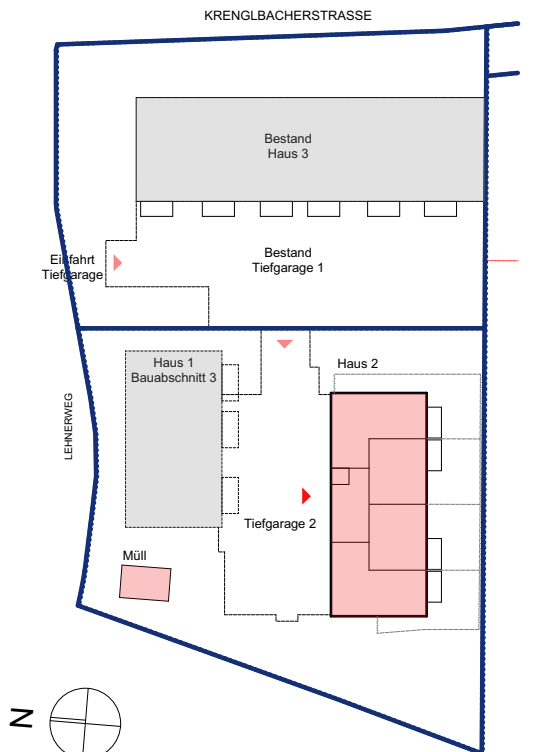 KRENGLBACHERSTRASSE
Bestand
Haus 3
Einfahrt
Tiefgarage
Bestand
Tiefgarage 1
Haus 1
Bauabschnitt 3
Haus 2
LEHNERWEG
Tiefgarage 2
Müll
N